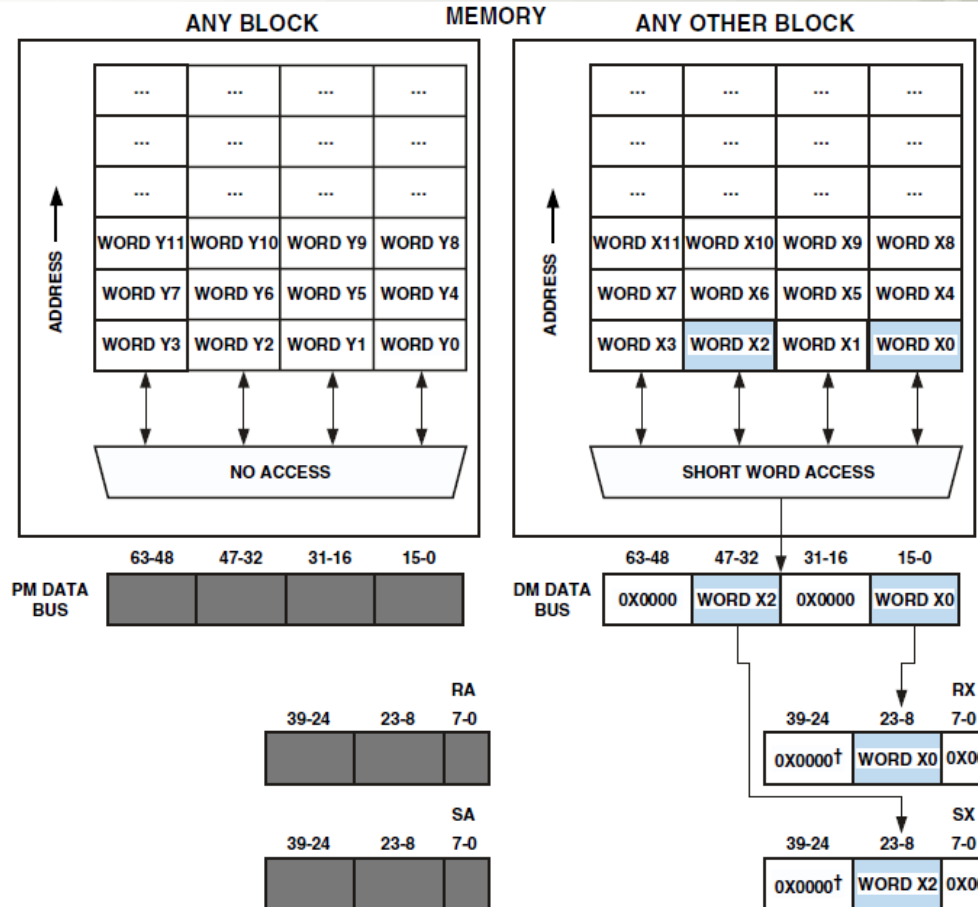 MEMORY
ANY BLOCK ANY OTHER BLOCK
... ... ... ... ... ... ... ...
... ... ... ... ... ... ... ...
... ... ... ... ... ... ... ...
WORD Y11 WORD Y10 WORD Y9 WORD Y8 WORD X11 WORD X10 WORD X9 WORD X8
WORD Y7 WORD Y6 WORD Y5 WORD Y4 WORD X7 WORD X6 WORD X5 WORD X4
WORD Y3 WORD Y2 WORD Y1 WORD Y0 WORD X3 WORD X2 WORD X1 WORD X0
ADDRESS ADDRESS
NO ACCESS SHORT WORD ACCESS
63-48 47-32 31-16 15-0 63-48 47-32 31-16 15-0
PM DATA
BUS
DM DATA
BUS
0X0000 WORD X2 0X0000 WORD X0
RA RX
39-24 23-8 7-0 39-24 23-8 7-0
0X0000† WORD X0
SA SX
39-24 23-8 7-0 39-24 23-8 7-0
0X0000† WORD X2